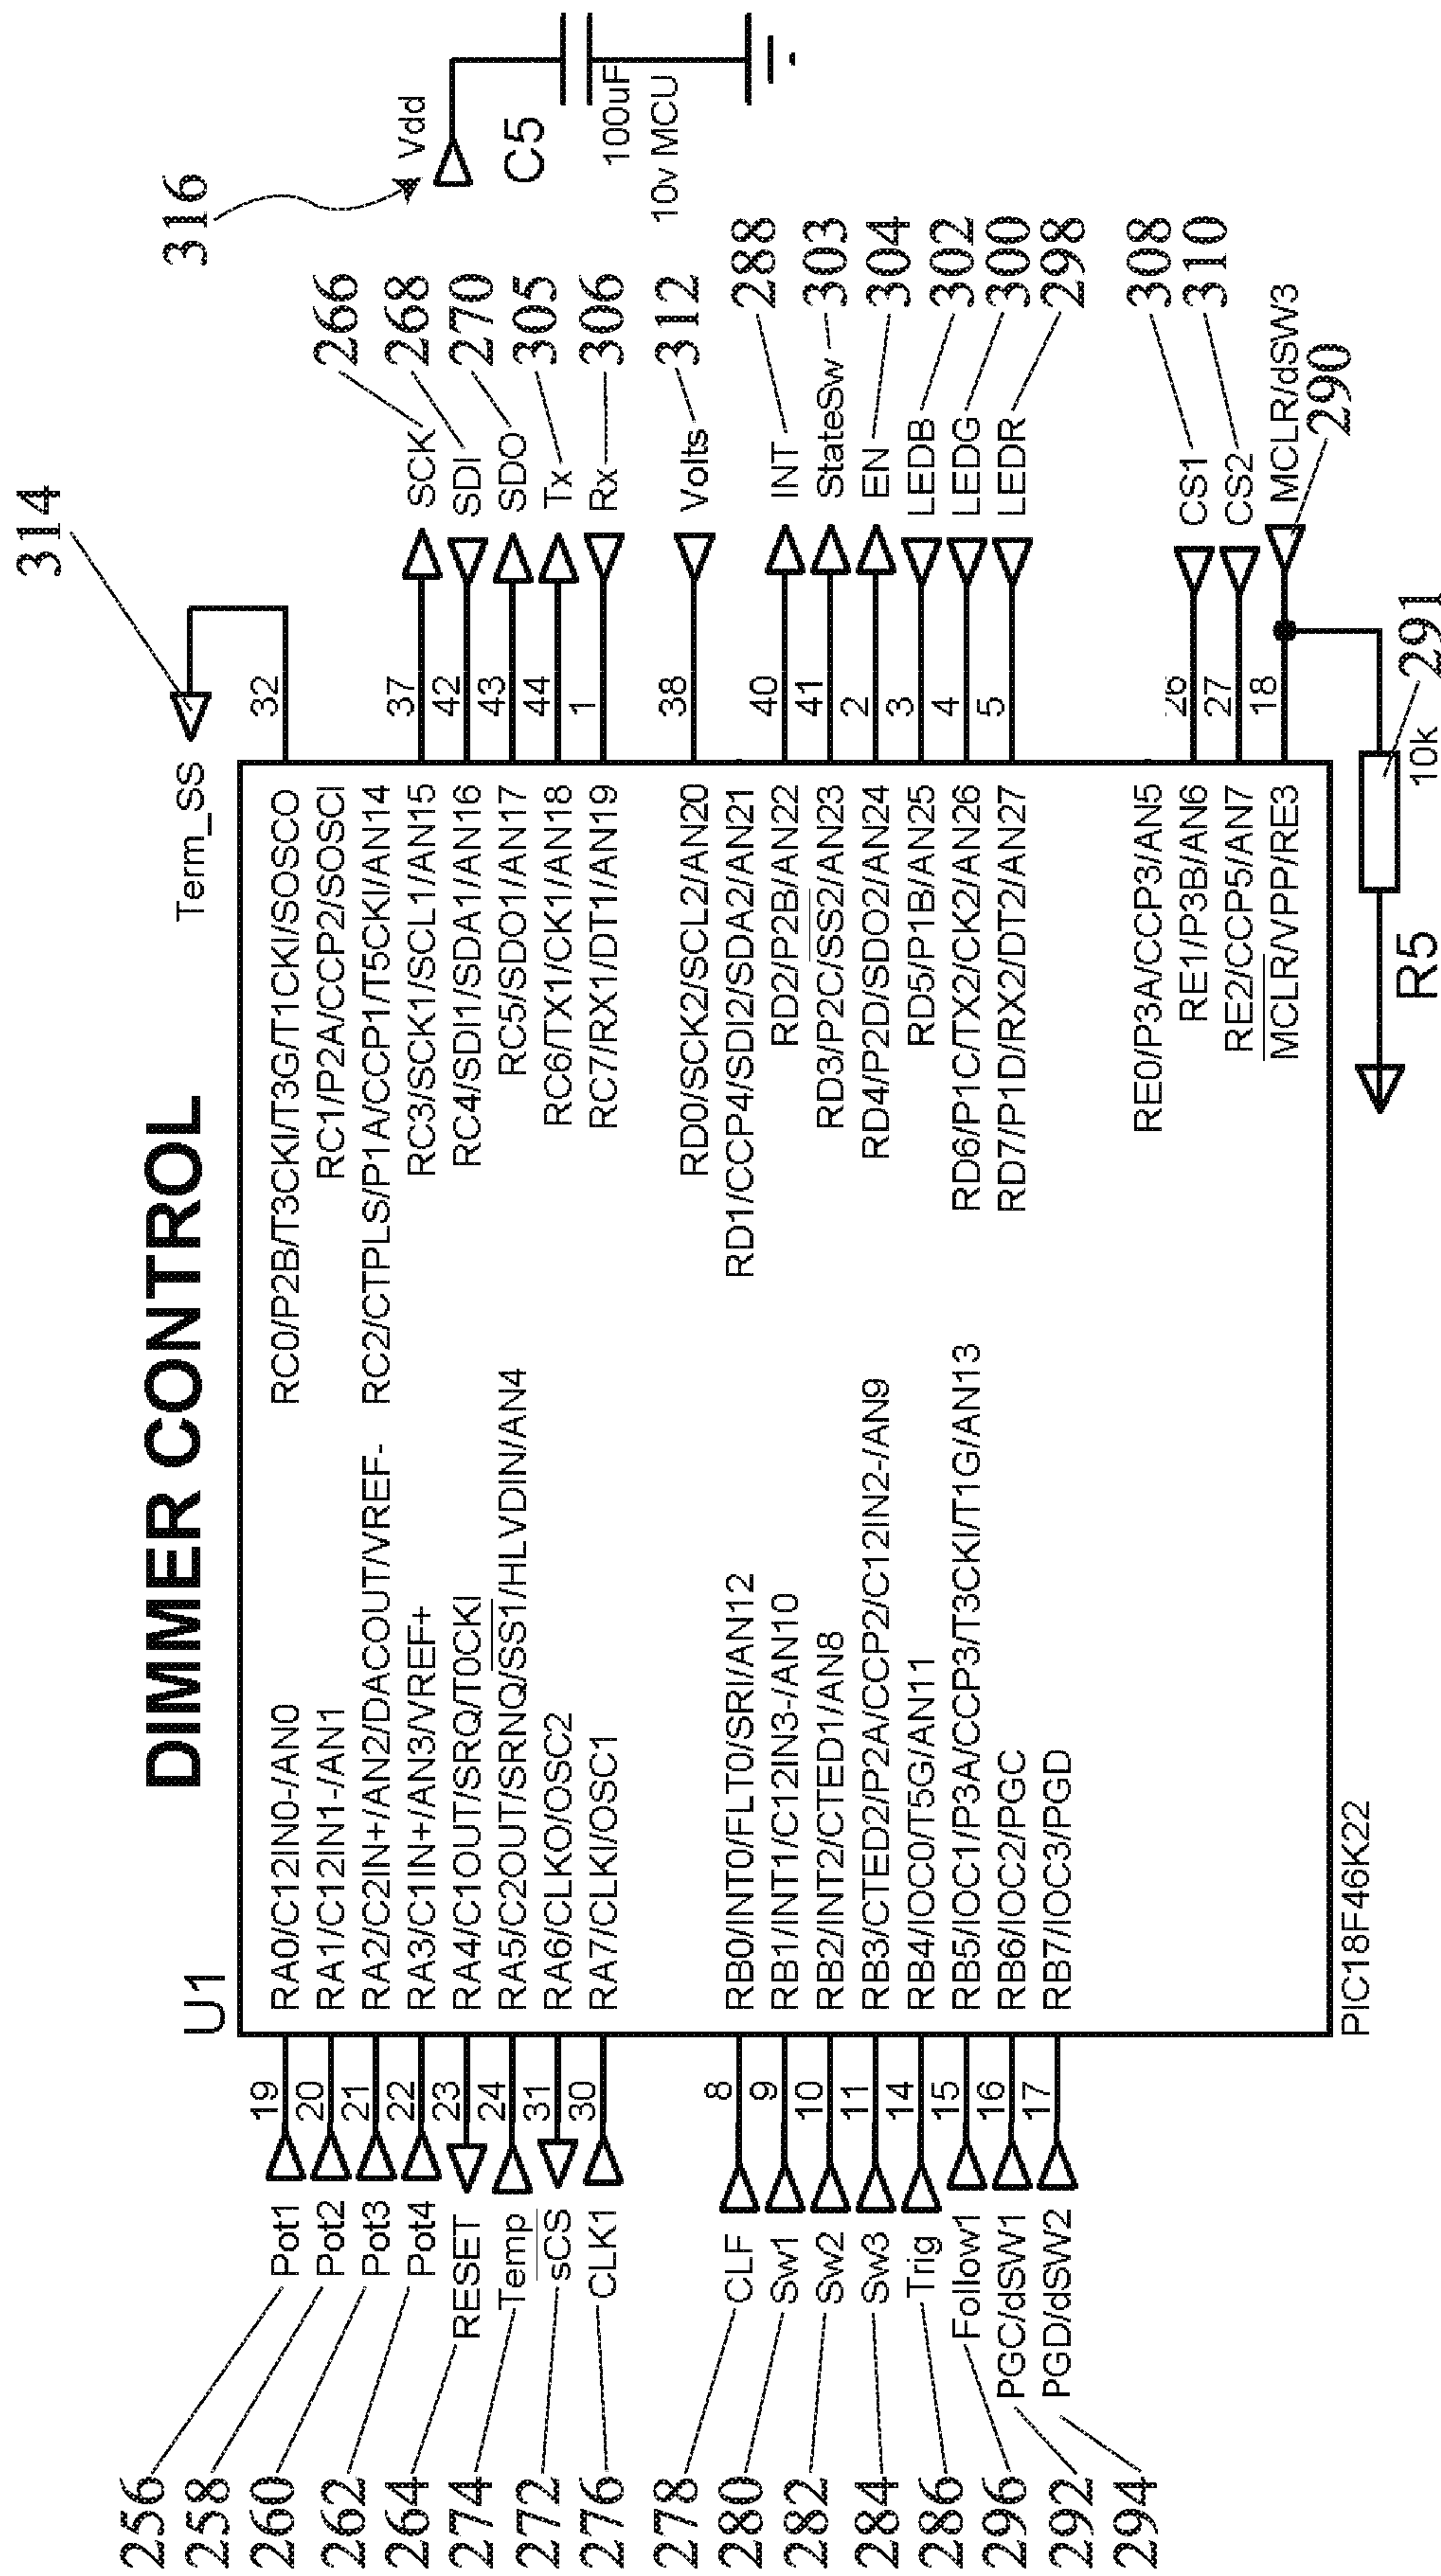 DIMMER CONTROL
U1
PIC18F46K22
256 Pot1 19 RA0/C12IN0-/AN0
258 Pot2 20 RA1/C12IN1-/AN1
260 Pot3 21 RA2/C2IN+/AN2/DACOUT/VREF-
262 Pot4 22 RA3/C1IN+/AN3/VREF+
264 RESET 23 RA4/C1OUT/SRQ/T0CKI
274 Temp 24 RA5/C2OUT/SRNQ/SS1/HLVDIN/AN4
272 sCS 31 RA6/CLKO/OSC2
276 CLK1 30 RA7/CLKI/OSC1
278 CLF 8 RB0/INT0/FLT0/SRI/AN12
280 Sw1 9 RB1/INT1/C12IN3-/AN10
282 Sw2 10 RB2/INT2/CTED1/AN8
284 Sw3 11 RB3/CTED2/P2A/CCP2/C12IN2-/AN9
286 Trig 14 RB4/IOC0/T5G/AN11
296 Follow1 15 RB5/IOC1/P3A/CCP3/T3CKI/T1G/AN13
292 PGC/dSW1 16 RB6/IOC2/PGC
294 PGD/dSW2 17 RB7/IOC3/PGD
Term_SS 314
RC0/P2B/T3CKI/T3G/T1CKI/SOSCO 32
RC1/P2A/CCP2/SOSCI
RC2/CTPLS/P1A/CCP1/T5CKI/AN14
RC3/SCK1/SCL1/AN15 37 SCK 266
RC4/SDI1/SDA1/AN16 42 SDI 268
RC5/SDO1/AN17 43 SDO 270
RC6/TX1/CK1/AN18 44 Tx 305
RC7/RX1/DT1/AN19 1 Rx 306
RD0/SCK2/SCL2/AN20 38 Volts 312
RD1/CCP4/SDI2/SDA2/AN21
RD2/P2B/AN22 40 INT 288
RD3/P2C/SS2/AN23 41 StateSw 303
RD4/P2D/SDO2/AN24 2 EN 304
RD5/P1B/AN25 3 LEDB 302
RD6/P1C/TX2/CK2/AN26 4 LEDG 300
RD7/P1D/RX2/DT2/AN27 5 LEDR 298
RE0/P3A/CCP3/AN5
RE1/P3B/AN6 26 CS1 308
RE2/CCP5/AN7 27 CS2 310
MCLR/VPP/RE3 18 MCLR/dSW3 290
R5 10k 291
316 Vdd
C5
100uF
10v MCU